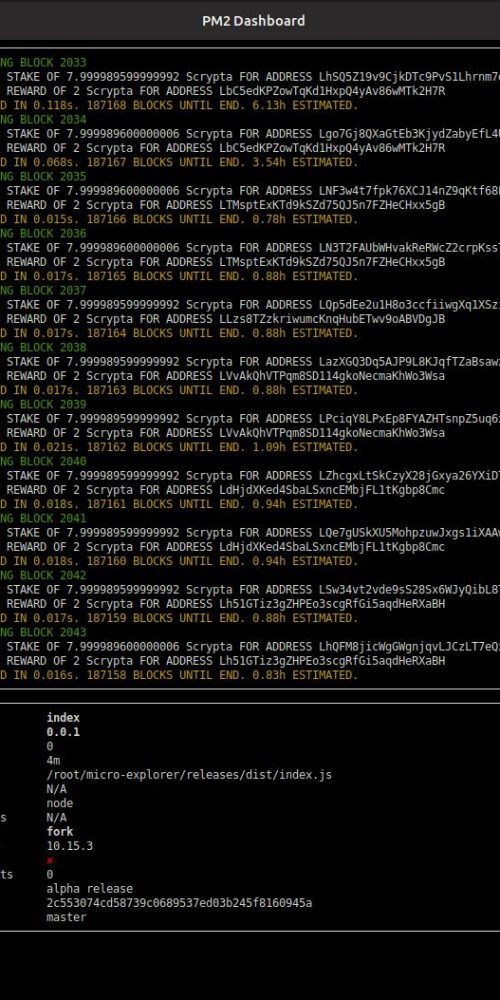 PM2 Dashboard
NG BLOCK 2033
STAKE OF 7.999989599999992 Scrypta FOR ADDRESS LhSQ5Z19v9CjkDTc9PvS1Lhrnm7
REWARD OF 2 Scrypta FOR ADDRESS LbC5edKPZowTqKd1HxpQ4yAv86wMTk2H7R
D IN 0.118s. 187168 BLOCKS UNTIL END. 6.13h ESTIMATED.
NG BLOCK 2034
STAKE OF 7.999989600000006 Scrypta FOR ADDRESS Lgo7Gj8QXaGtEb3KjydZabyEfL4
REWARD OF 2 Scrypta FOR ADDRESS LbC5edKPZowTqKd1HxpQ4yAv86wMTk2H7R
D IN 0.068s. 187167 BLOCKS UNTIL END. 3.54h ESTIMATED.
NG BLOCK 2035
STAKE OF 7.999989600000006 Scrypta FOR ADDRESS LNF3w4t7fpk76XCJ14nZ9qKtf68
REWARD OF 2 Scrypta FOR ADDRESS LTMsptExKTd9kSZd75QJ5n7FZHeCHxx5gB
D IN 0.015s. 187166 BLOCKS UNTIL END. 0.78h ESTIMATED.
NG BLOCK 2036
STAKE OF 7.999989600000006 Scrypta FOR ADDRESS LN3T2FAUbWHvakReRWcZ2crpKss
REWARD OF 2 Scrypta FOR ADDRESS LTMsptExKTd9kSZd75QJ5n7FZHeCHxx5gB
D IN 0.017s. 187165 BLOCKS UNTIL END. 0.88h ESTIMATED.
NG BLOCK 2037
STAKE OF 7.999989599999992 Scrypta FOR ADDRESS LQp5dEe2u1H8o3ccfiiwgXq1XSz
REWARD OF 2 Scrypta FOR ADDRESS LLzs8TZzkriwumcKnqHubETwv9oABVDgJB
D IN 0.017s. 187164 BLOCKS UNTIL END. 0.88h ESTIMATED.
NG BLOCK 2038
STAKE OF 7.999989599999992 Scrypta FOR ADDRESS LazXGQ3Dq5AJP9L8KJqfTZaBsaw
REWARD OF 2 Scrypta FOR ADDRESS LVvAkQhVTPqm8SD114gkoNecmaKhWo3Wsa
D IN 0.017s. 187163 BLOCKS UNTIL END. 0.88h ESTIMATED.
NG BLOCK 2039
STAKE OF 7.999989599999992 Scrypta FOR ADDRESS LPciqY8LPxEp8FYAZHTsnpZ5uq6
REWARD OF 2 Scrypta FOR ADDRESS LVvAkQhVTPqm8SD114gkoNecmaKhWo3Wsa
D IN 0.021s. 187162 BLOCKS UNTIL END. 1.09h ESTIMATED.
NG BLOCK 2040
STAKE OF 7.999989599999992 Scrypta FOR ADDRESS LZhcgxLtSkCzyX28jGxya26YXiD
REWARD OF 2 Scrypta FOR ADDRESS LdHjdXKed4SbaLSxncEMbjFL1tKgbp8Cmc
D IN 0.018s. 187161 BLOCKS UNTIL END. 0.94h ESTIMATED.
NG BLOCK 2041
STAKE OF 7.999989599999992 Scrypta FOR ADDRESS LQe7gUSkXU5MohpzuwJxgs1iXAA
REWARD OF 2 Scrypta FOR ADDRESS LdHjdXKed4SbaLSxncEMbjFL1tKgbp8Cmc
D IN 0.018s. 187160 BLOCKS UNTIL END. 0.94h ESTIMATED.
NG BLOCK 2042
STAKE OF 7.999989599999992 Scrypta FOR ADDRESS LSw34vt2vde9sS28Sx6WJyQibL8
REWARD OF 2 Scrypta FOR ADDRESS Lh51GTiz3gZHPEo3scgRfGi5aqdHeRXaBH
D IN 0.017s. 187159 BLOCKS UNTIL END. 0.88h ESTIMATED.
NG BLOCK 2043
STAKE OF 7.999989600000006 Scrypta FOR ADDRESS LhQFM8jicWgGWgnjqvLJCzLT7eQ
REWARD OF 2 Scrypta FOR ADDRESS Lh51GTiz3gZHPEo3scgRfGi5aqdHeRXaBH
D IN 0.016s. 187158 BLOCKS UNTIL END. 0.83h ESTIMATED.
index
0.0.1
0
4m
/root/micro-explorer/releases/dist/index.js
N/A
node
s N/A
fork
10.15.3
✘
ts 0
alpha release
2c553074cd58739c0689537ed03b245f8160945a
master